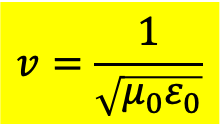 v = 1 / √(μ₀ε₀)